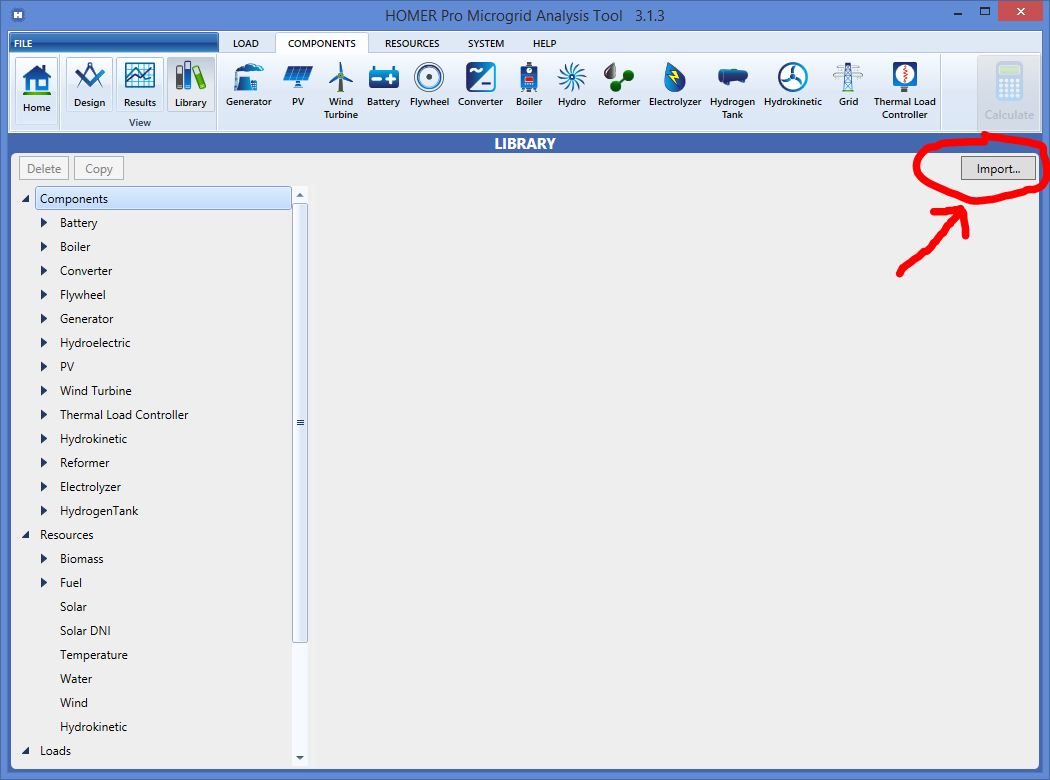 HOMER Pro Microgrid Analysis Tool 3.1.3
FILE LOAD COMPONENTS RESOURCES SYSTEM HELP
Home Design Results Library Generator PV Wind Turbine Battery Flywheel Converter Boiler Hydro Reformer Electrolyzer Hydrogen Tank Hydrokinetic Grid Thermal Load Controller Calculate
View
LIBRARY
Delete Copy Import...
Components
Battery
Boiler
Converter
Flywheel
Generator
Hydroelectric
PV
Wind Turbine
Thermal Load Controller
Hydrokinetic
Reformer
Electrolyzer
HydrogenTank
Resources
Biomass
Fuel
Solar
Solar DNI
Temperature
Water
Wind
Hydrokinetic
Loads